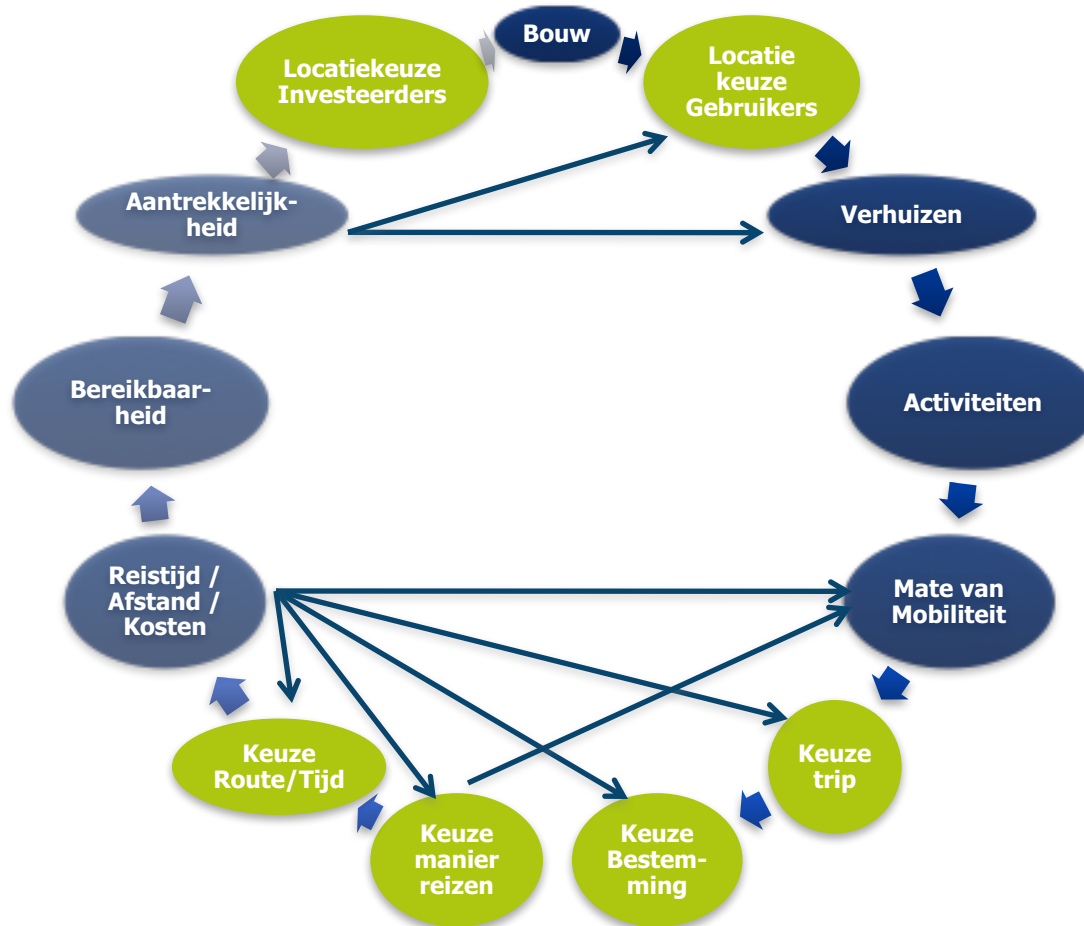 Bouw
Locatiekeuze
Investeerders
Locatie
keuze
Gebruikers
Aantrekkelijk-
heid
Verhuizen
Bereikbaar-
heid
Activiteiten
Reistijd /
Afstand /
Kosten
Mate van
Mobiliteit
Keuze
Route/Tijd
Keuze
trip
Keuze
manier
reizen
Keuze
Bestem-
ming